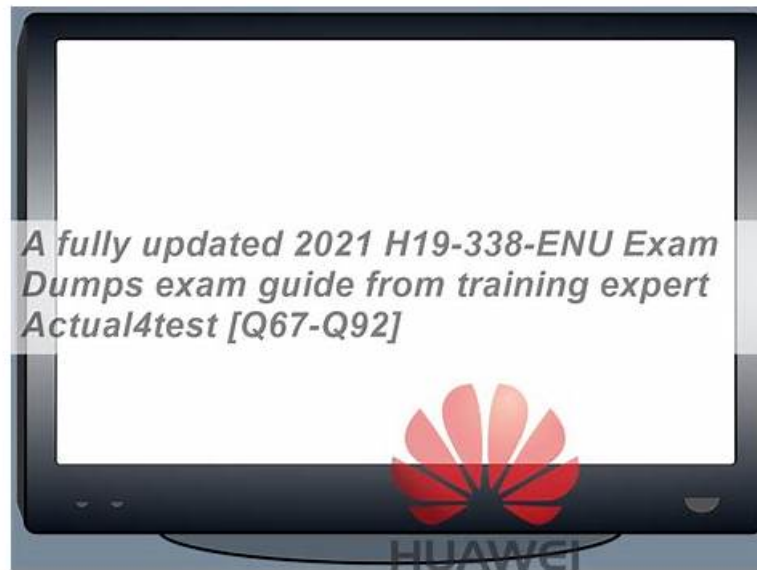 A fully updated 2021 H19-338-ENU Exam
Dumps exam guide from training expert
Actual4test [Q67-Q92]
HUAWEI